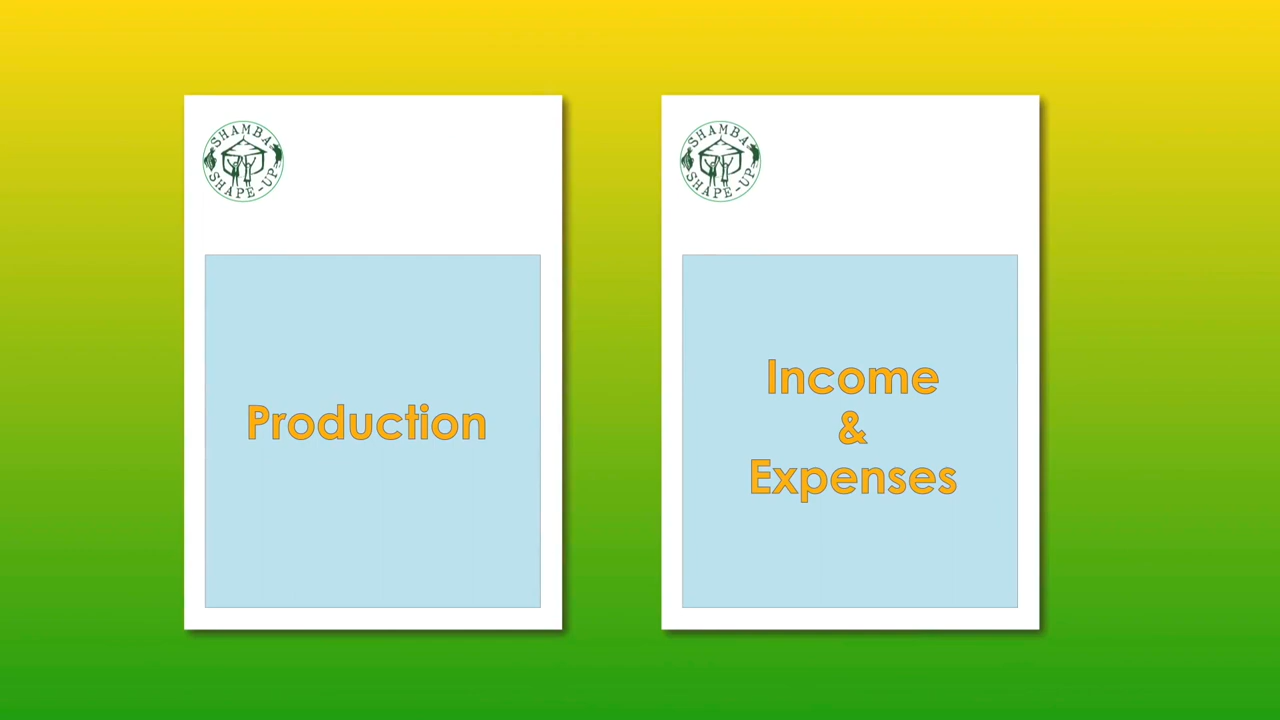 SHAMBA
SHAPE-UP
Production
SHAMBA
SHAPE-UP
Income
&
Expenses